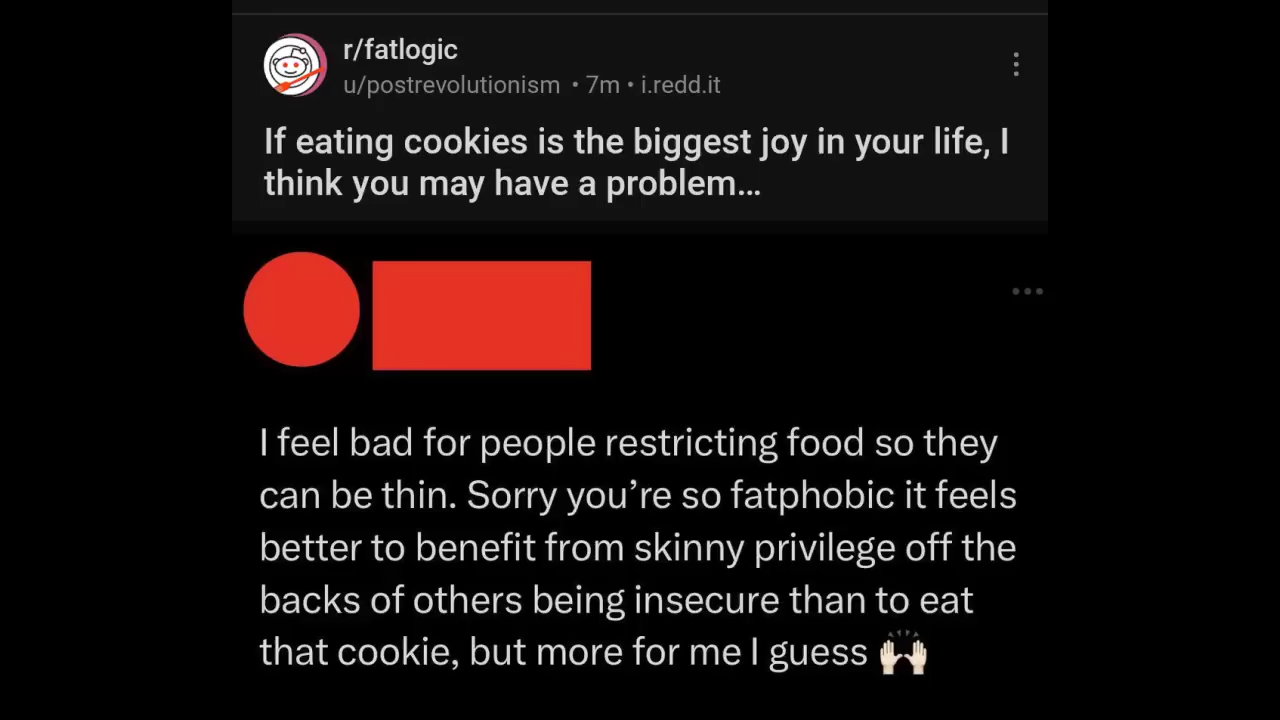 r/fatlogic
u/postrevolutionism • 7m • i.redd.it
If eating cookies is the biggest joy in your life, I
think you may have a problem...
I feel bad for people restricting food so they
can be thin. Sorry you’re so fatphobic it feels
better to benefit from skinny privilege off the
backs of others being insecure than to eat
that cookie, but more for me I guess 🙌🏻